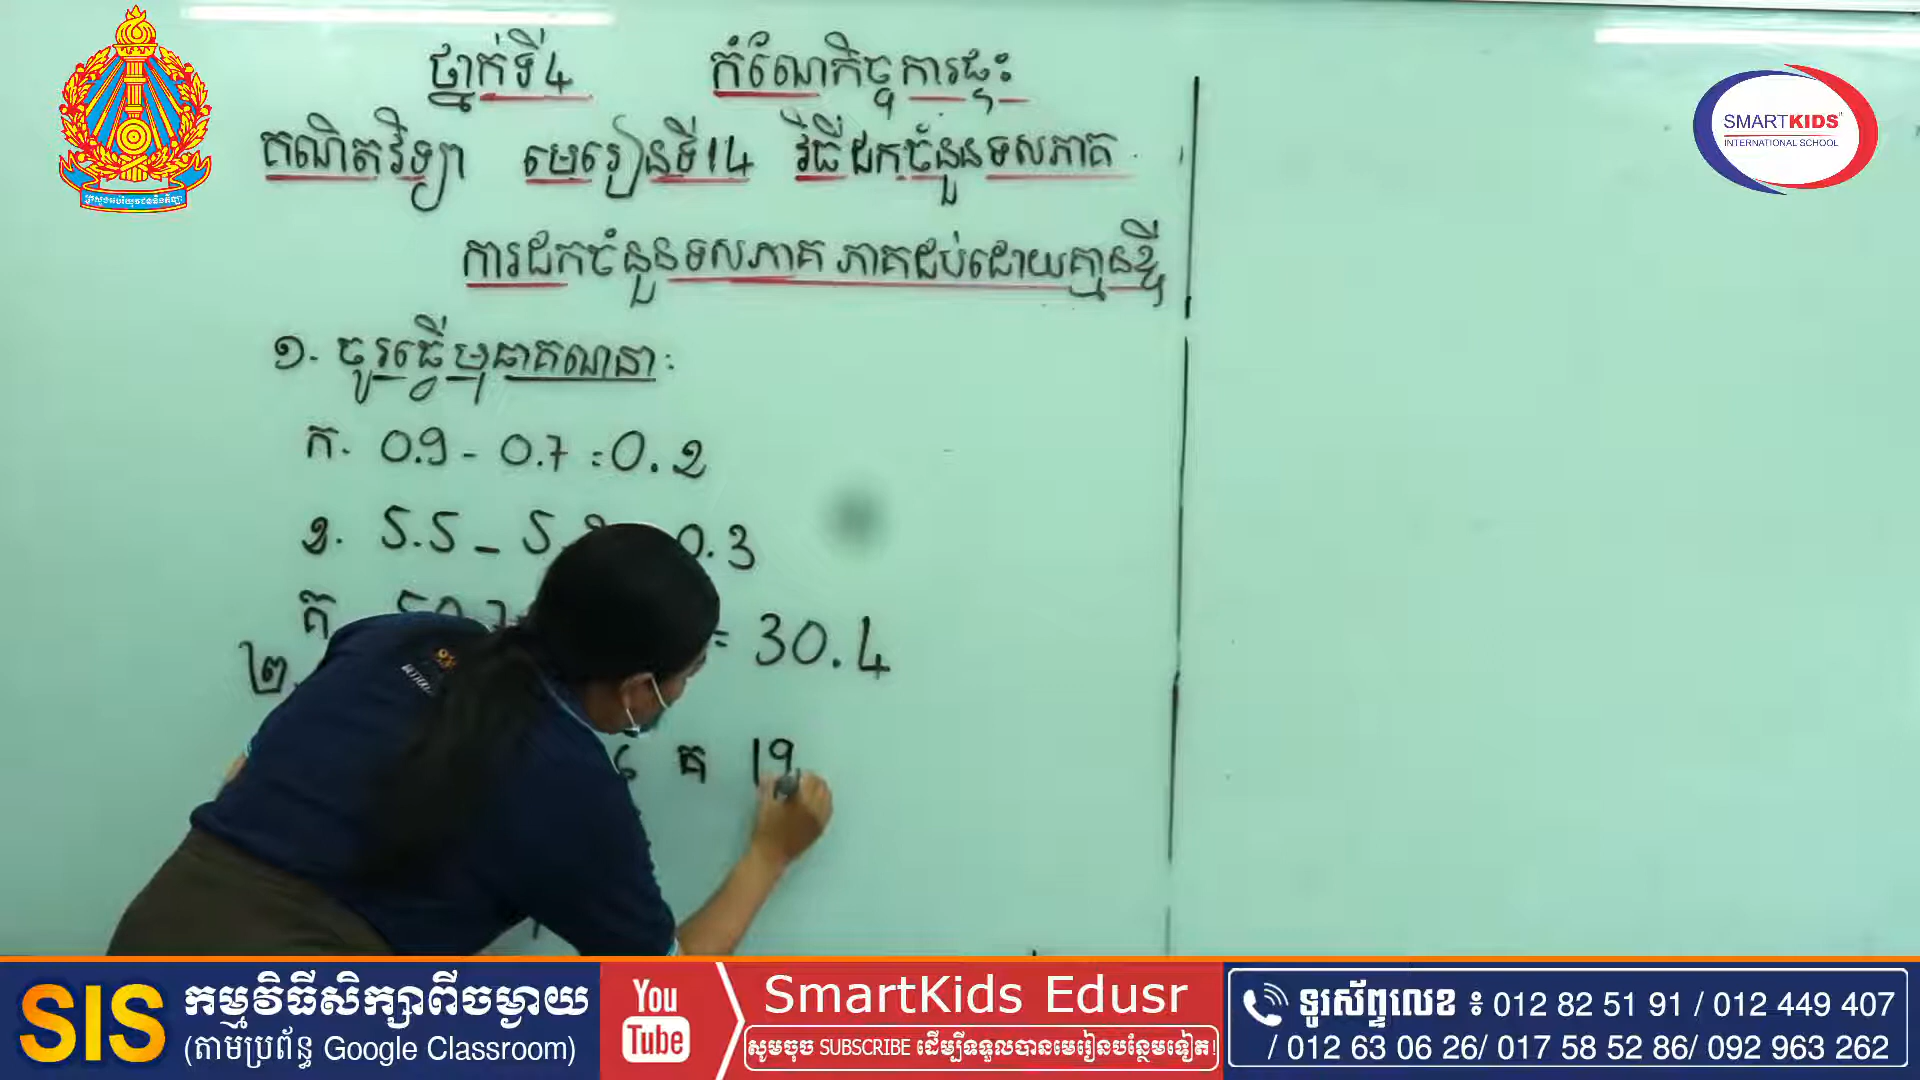 ថ្នាក់ទី4 កំណែកិច្ចការផ្ទះ
គណិតវិទ្យា មេរៀនទី14 វិធីដកចំនួនទសភាគ
ការដកចំនួនទសភាគ ភាគដប់ដោយគ្មានខ្ចី
១. ចូរធ្វើប្រមាណ គណនា:
ក. 0.9 - 0.7 = 0.2
ខ. 5.5 - 5. 0.3
គ = 30.4
២.
គ 19
SMARTKIDS
INTERNATIONAL SCHOOL
SIS កម្មវិធីសិក្សាពីចម្ងាយ
(តាមប្រព័ន្ធ Google Classroom)
You Tube
SmartKids Edusr
សូមចុច SUBSCRIBE ដើម្បីទទួលបានមេរៀនបន្ថែមទៀត!
ទូរស័ព្ទលេខ ៖ 012 82 51 91 / 012 449 407
/ 012 63 06 26/ 017 58 52 86/ 092 963 262